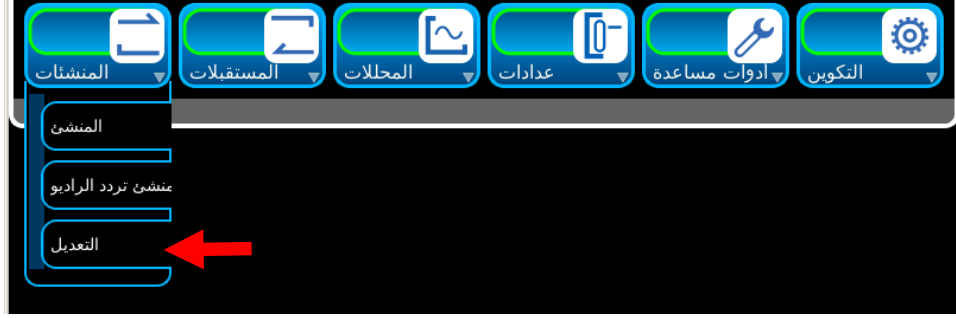 المنشئات
المستقبلات
المحللات
عدادات
أدوات مساعدة
التكوين
المنشئ
منشئ تردد الراديو
التعديل